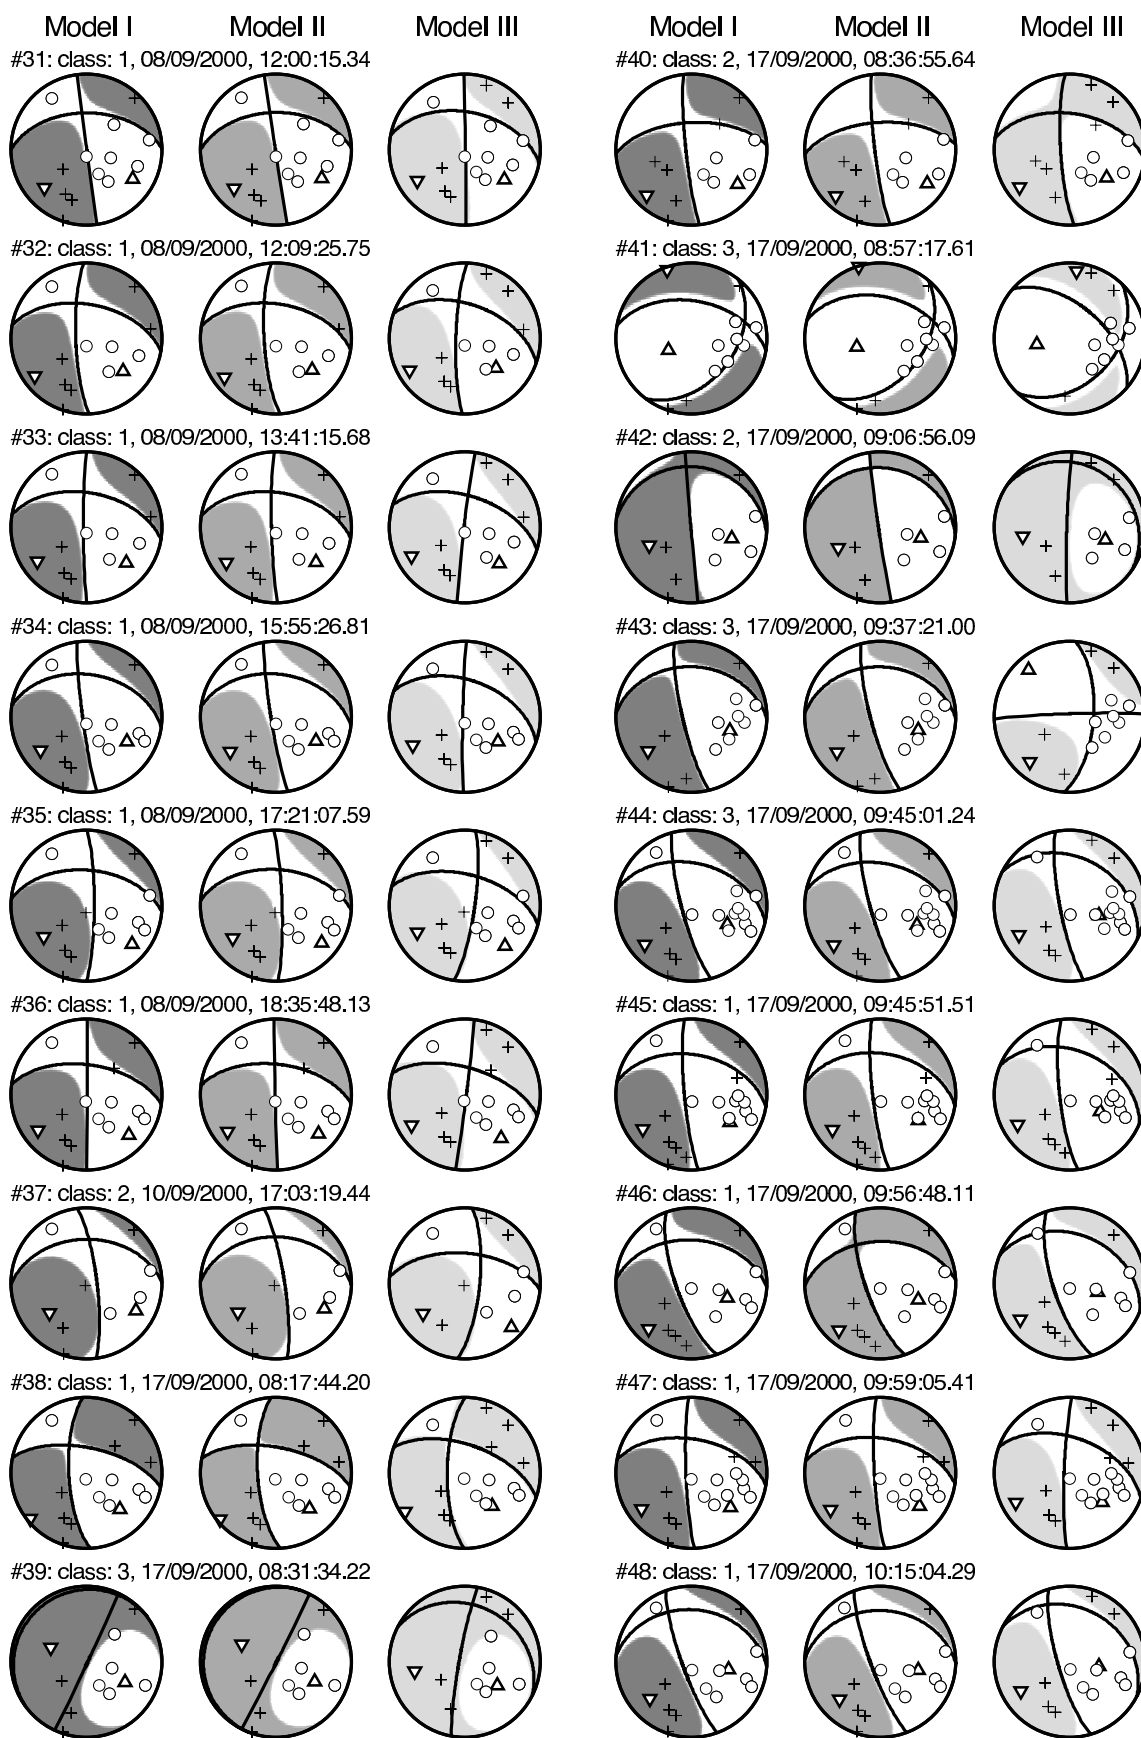 Model I Model II Model III
#31: class: 1, 08/09/2000, 12:00:15.34
#32: class: 1, 08/09/2000, 12:09:25.75
#33: class: 1, 08/09/2000, 13:41:15.68
#34: class: 1, 08/09/2000, 15:55:26.81
#35: class: 1, 08/09/2000, 17:21:07.59
#36: class: 1, 08/09/2000, 18:35:48.13
#37: class: 2, 10/09/2000, 17:03:19.44
#38: class: 1, 17/09/2000, 08:17:44.20
#39: class: 3, 17/09/2000, 08:31:34.22
Model I Model II Model III
#40: class: 2, 17/09/2000, 08:36:55.64
#41: class: 3, 17/09/2000, 08:57:17.61
#42: class: 2, 17/09/2000, 09:06:56.09
#43: class: 3, 17/09/2000, 09:37:21.00
#44: class: 3, 17/09/2000, 09:45:01.24
#45: class: 1, 17/09/2000, 09:45:51.51
#46: class: 1, 17/09/2000, 09:56:48.11
#47: class: 1, 17/09/2000, 09:59:05.41
#48: class: 1, 17/09/2000, 10:15:04.29